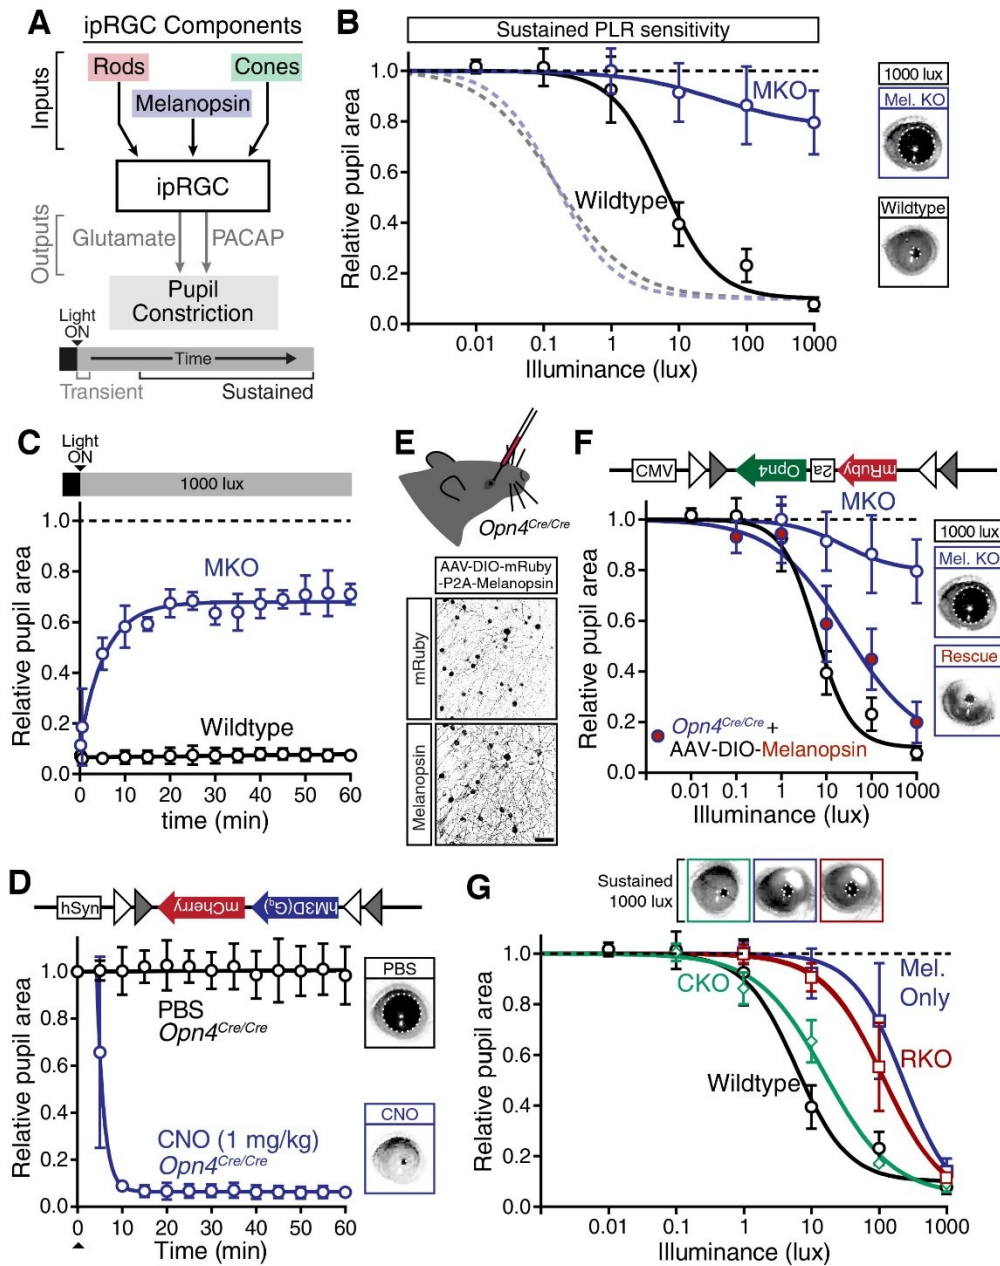 A
ipRGC Components
Inputs
Rods
Cones
Melanopsin
ipRGC
Outputs
Glutamate
PACAP
Pupil
Constriction
Light
ON
Time
Transient
Sustained
B
Sustained PLR sensitivity
Relative pupil area
1.0
0.8
0.6
0.4
0.2
0.0
MKO
Wildtype
0.01
0.1
1
10
100
1000
Illuminance (lux)
1000 lux
Mel. KO
Wildtype
C
Light
ON
1000 lux
Relative pupil area
1.0
0.8
0.6
0.4
0.2
0.0
MKO
Wildtype
0
10
20
30
40
50
60
time (min)
E
Opn4Cre/Cre
AAV-DIO-mRuby
-P2A-Melanopsin
mRuby
Melanopsin
F
CMV
Opn4
2a
mRuby
Relative pupil area
1.0
0.8
0.6
0.4
0.2
0.0
MKO
Opn4Cre/Cre +
AAV-DIO-Melanopsin
0.01
0.1
1
10
100
1000
Illuminance (lux)
1000 lux
Mel. KO
Rescue
D
hSyn
mCherry
hM3D(Gq)
Relative pupil area
1.0
0.8
0.6
0.4
0.2
0.0
PBS
Opn4Cre/Cre
CNO (1 mg/kg)
Opn4Cre/Cre
0
10
20
30
40
50
60
Time (min)
PBS
CNO
G
Sustained
1000 lux
Relative pupil area
1.0
0.8
0.6
0.4
0.2
0.0
CKO
Wildtype
Mel.
Only
RKO
0.01
0.1
1
10
100
1000
Illuminance (lux)